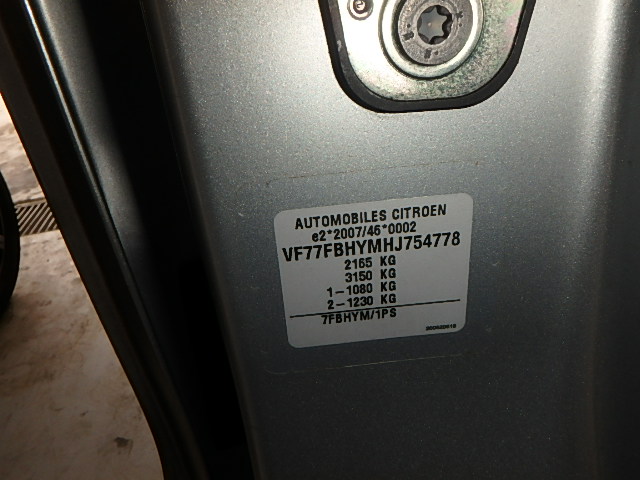 AUTOMOBILES CITROEN
e2*2007/46*0002
VF77FBHYMHJ754778
2165 KG
3150 KG
1-1080 KG
2-1230 KG
7FBHYM/1PS